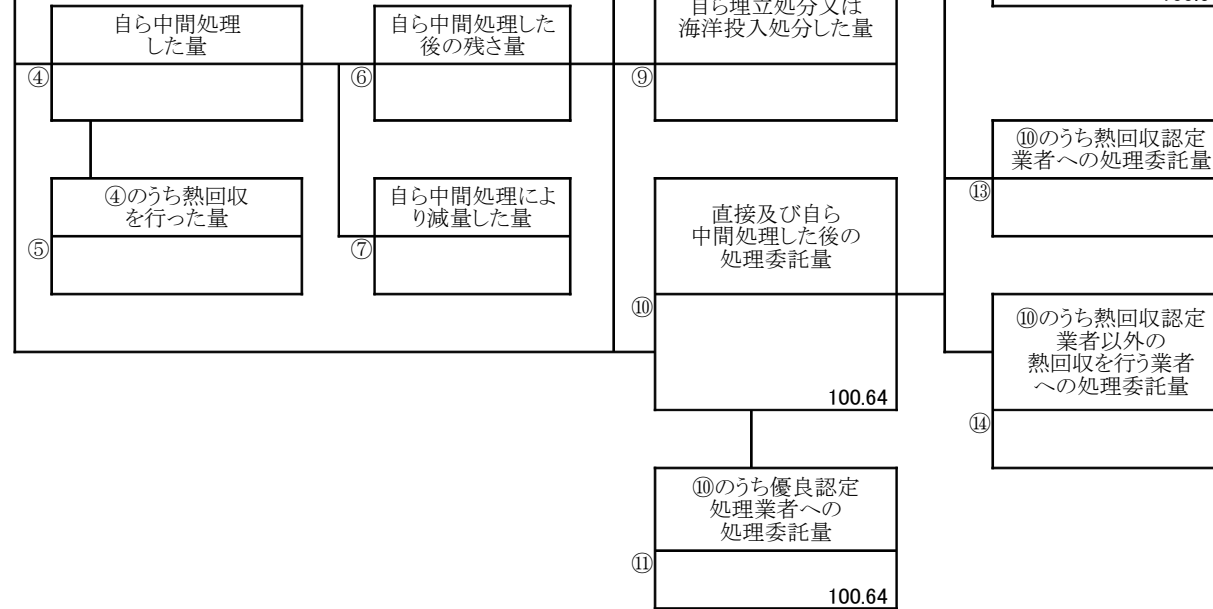 自ら中間処理
した量
④
自ら中間処理した
後の残さ量
⑥
自ら埋立処分又は
海洋投入処分した量
⑨
⑩のうち熱回収認定
業者への処理委託量
⑬
④のうち熱回収
を行った量
⑤
自ら中間処理によ
り減量した量
⑦
直接及び自ら
中間処理した後の
処理委託量
⑩
100.64
⑩のうち熱回収認定
業者以外の
熱回収を行う業者
への処理委託量
⑭
⑩のうち優良認定
処理業者への
処理委託量
⑪
100.64